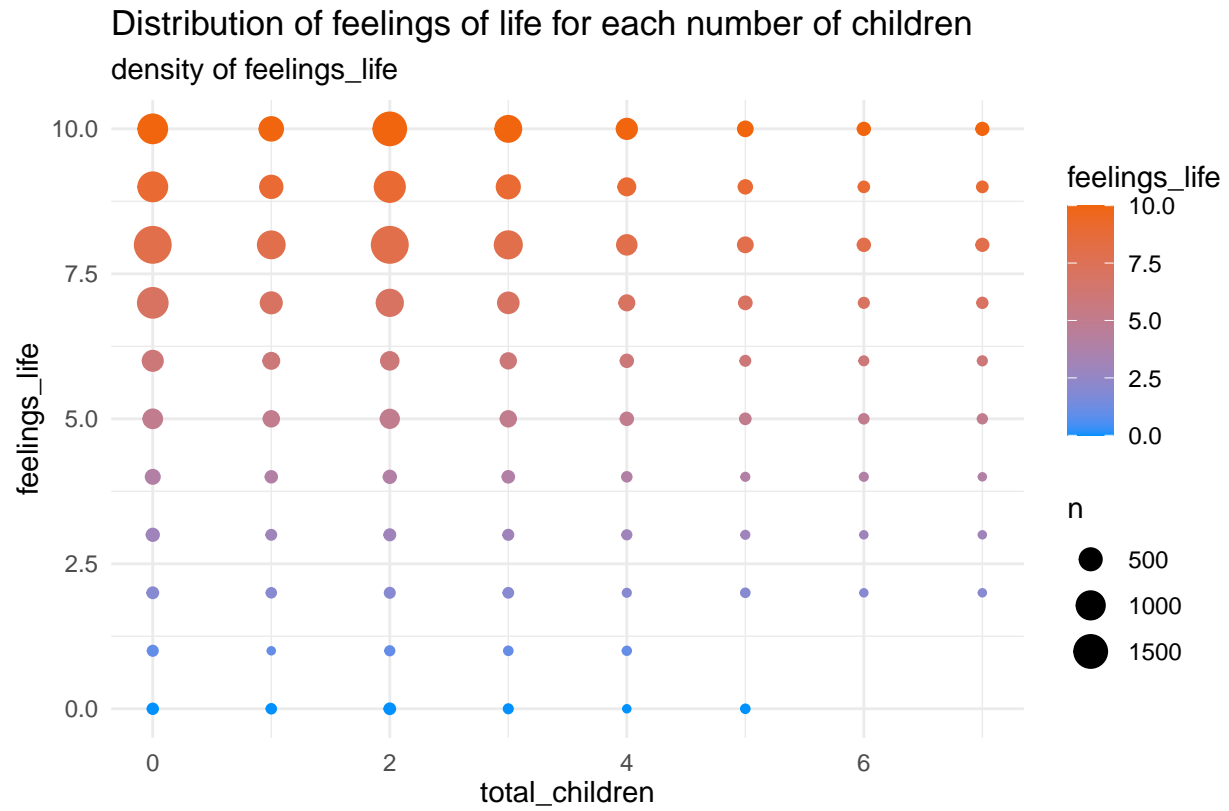 Distribution of feelings of life for each number of children
density of feelings_life
10.0
7.5
5.0
2.5
0.0
feelings_life
0
2
4
6
total_children
feelings_life
10.0
7.5
5.0
2.5
0.0
n
500
1000
1500